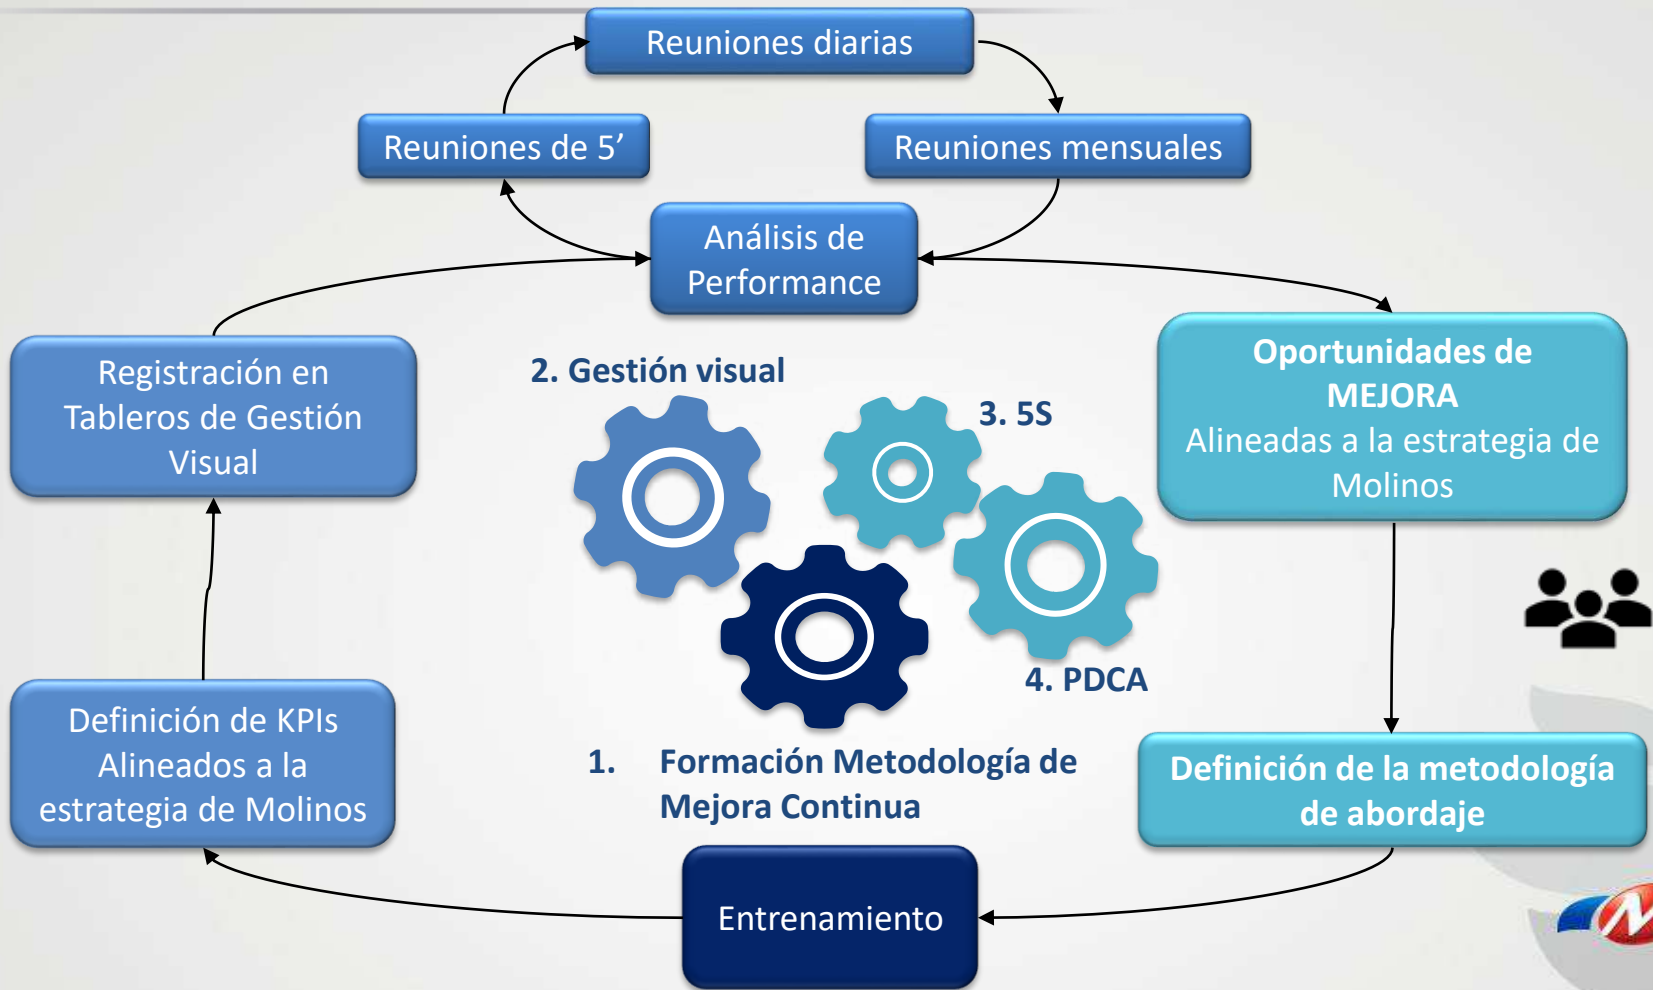 Reuniones diarias
Reuniones de 5’
Reuniones mensuales
Análisis de
Performance
Registración en
Tableros de Gestión
Visual
2. Gestión visual
3. 5S
Oportunidades de
MEJORA
Alineadas a la estrategia de
Molinos
4. PDCA
Definición de KPIs
Alineados a la
estrategia de Molinos
1. Formación Metodología de
Mejora Continua
Definición de la metodología
de abordaje
Entrenamiento